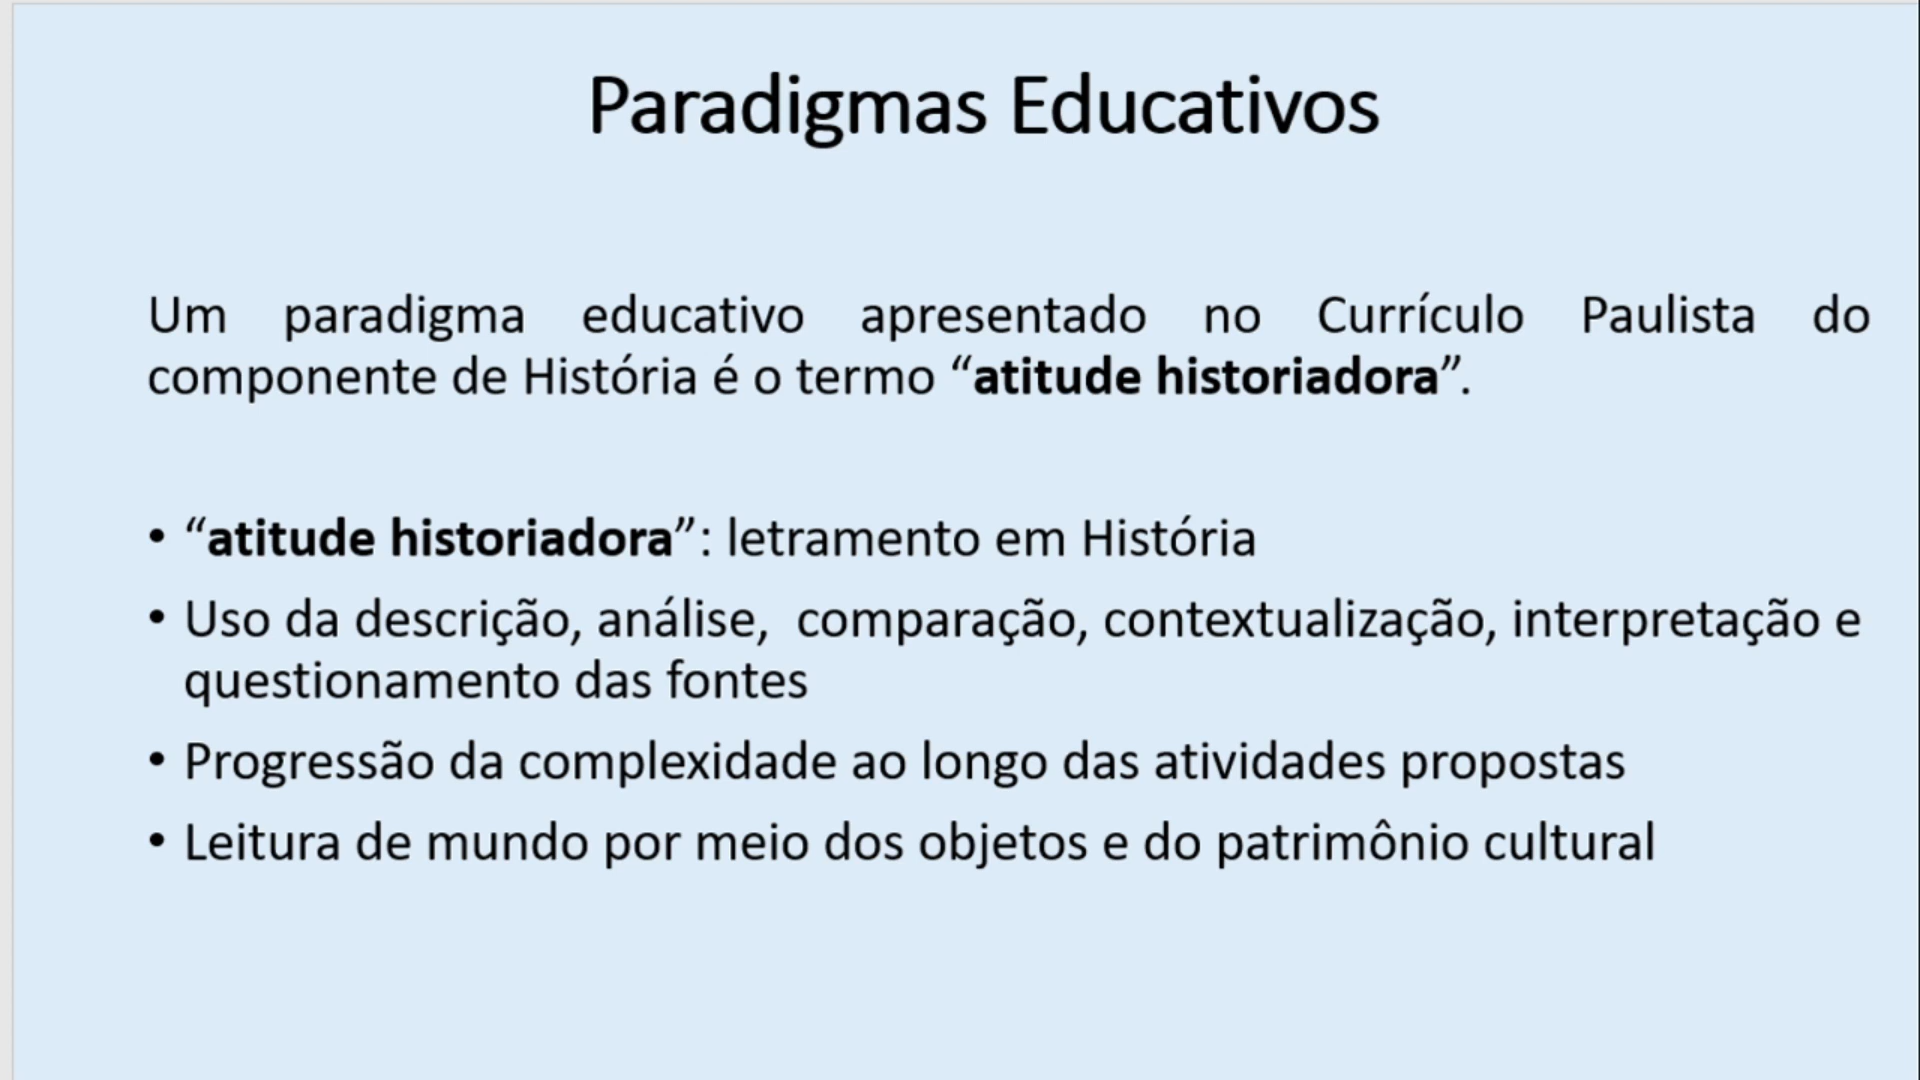 Paradigmas Educativos
Um paradigma educativo apresentado no Currículo Paulista do
componente de História é o termo “atitude historiadora”.
• “atitude historiadora”: letramento em História
• Uso da descrição, análise,  comparação, contextualização, interpretação e
questionamento das fontes
• Progressão da complexidade ao longo das atividades propostas
• Leitura de mundo por meio dos objetos e do patrimônio cultural